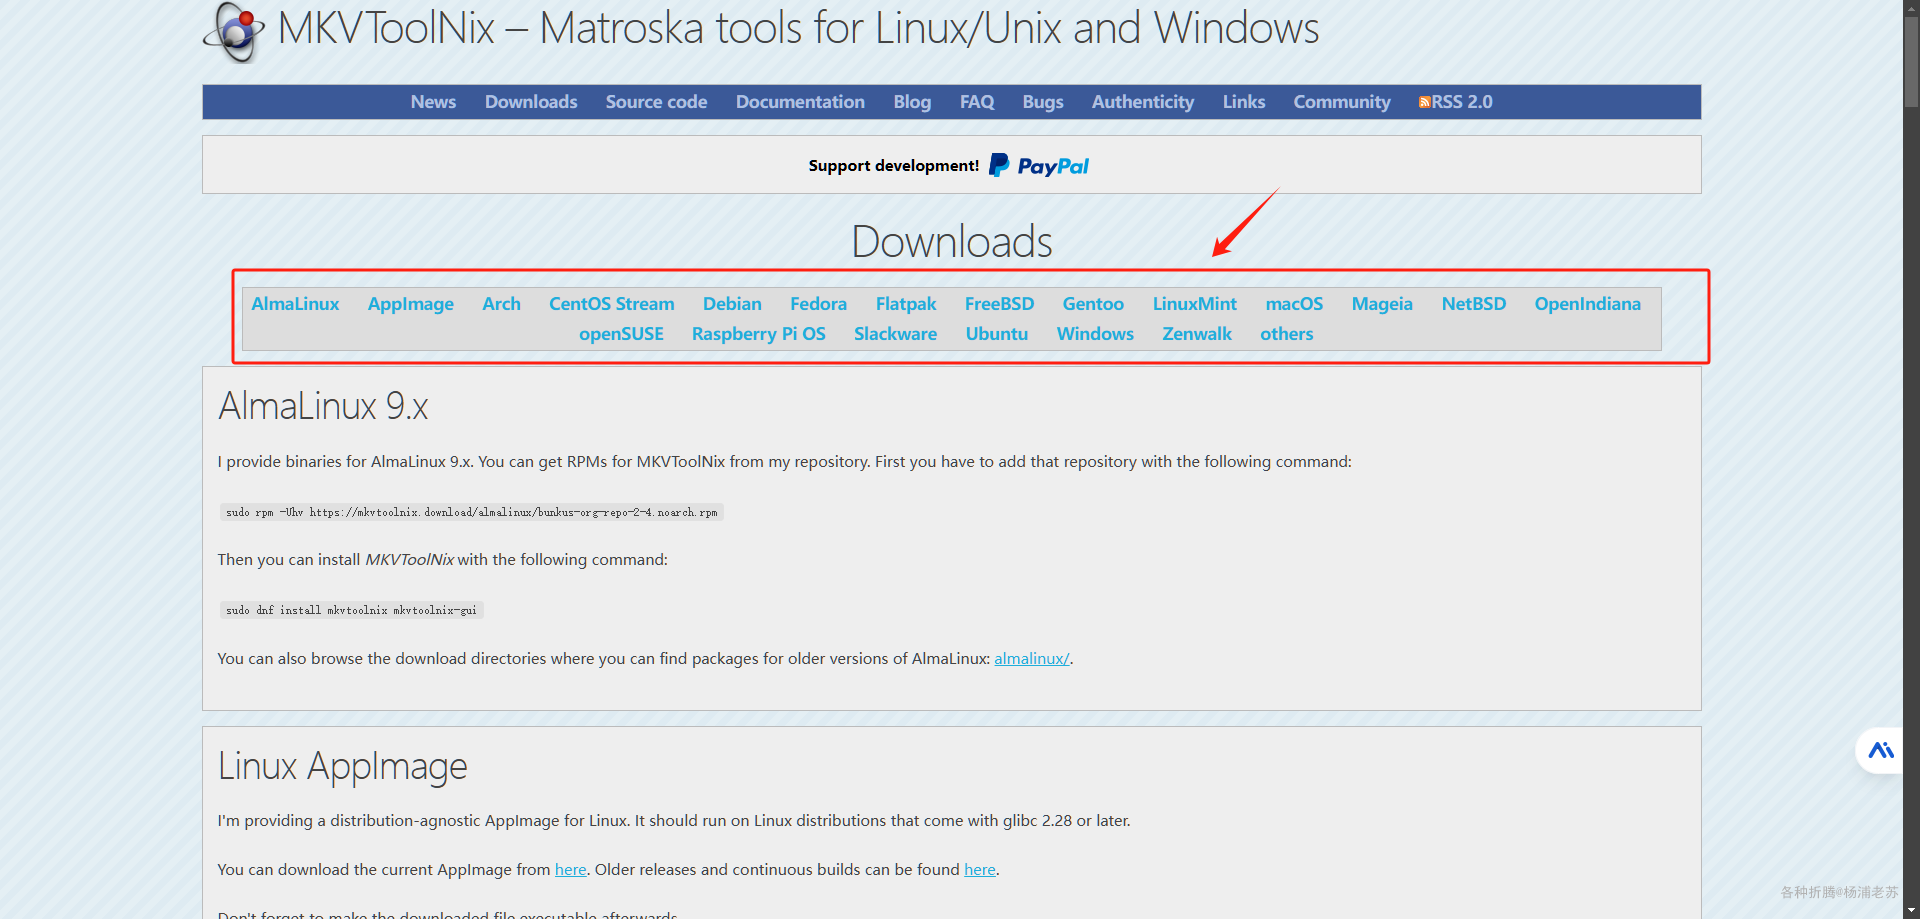 MKVToolNix – Matroska tools for Linux/Unix and Windows
News Downloads Source code Documentation Blog FAQ Bugs Authenticity Links Community RSS 2.0
Support development! PayPal
Downloads
AlmaLinux AppImage Arch CentOS Stream Debian Fedora Flatpak FreeBSD Gentoo LinuxMint macOS Mageia NetBSD OpenIndiana
openSUSE Raspberry Pi OS Slackware Ubuntu Windows Zenwalk others
AlmaLinux 9.x
I provide binaries for AlmaLinux 9.x. You can get RPMs for MKVToolNix from my repository. First you have to add that repository with the following command:
sudo rpm -Uhv https://mkvtoolnix.download/almalinux/bunkus-org-repo-2-4.noarch.rpm
Then you can install MKVToolNix with the following command:
sudo dnf install mkvtoolnix mkvtoolnix-gui
You can also browse the download directories where you can find packages for older versions of AlmaLinux: almalinux/.
Linux AppImage
I'm providing a distribution-agnostic AppImage for Linux. It should run on Linux distributions that come with glibc 2.28 or later.
You can download the current AppImage from here. Older releases and continuous builds can be found here.
各种折腾@杨浦老苏
Don't forget to make the downloaded file executable afterwards.